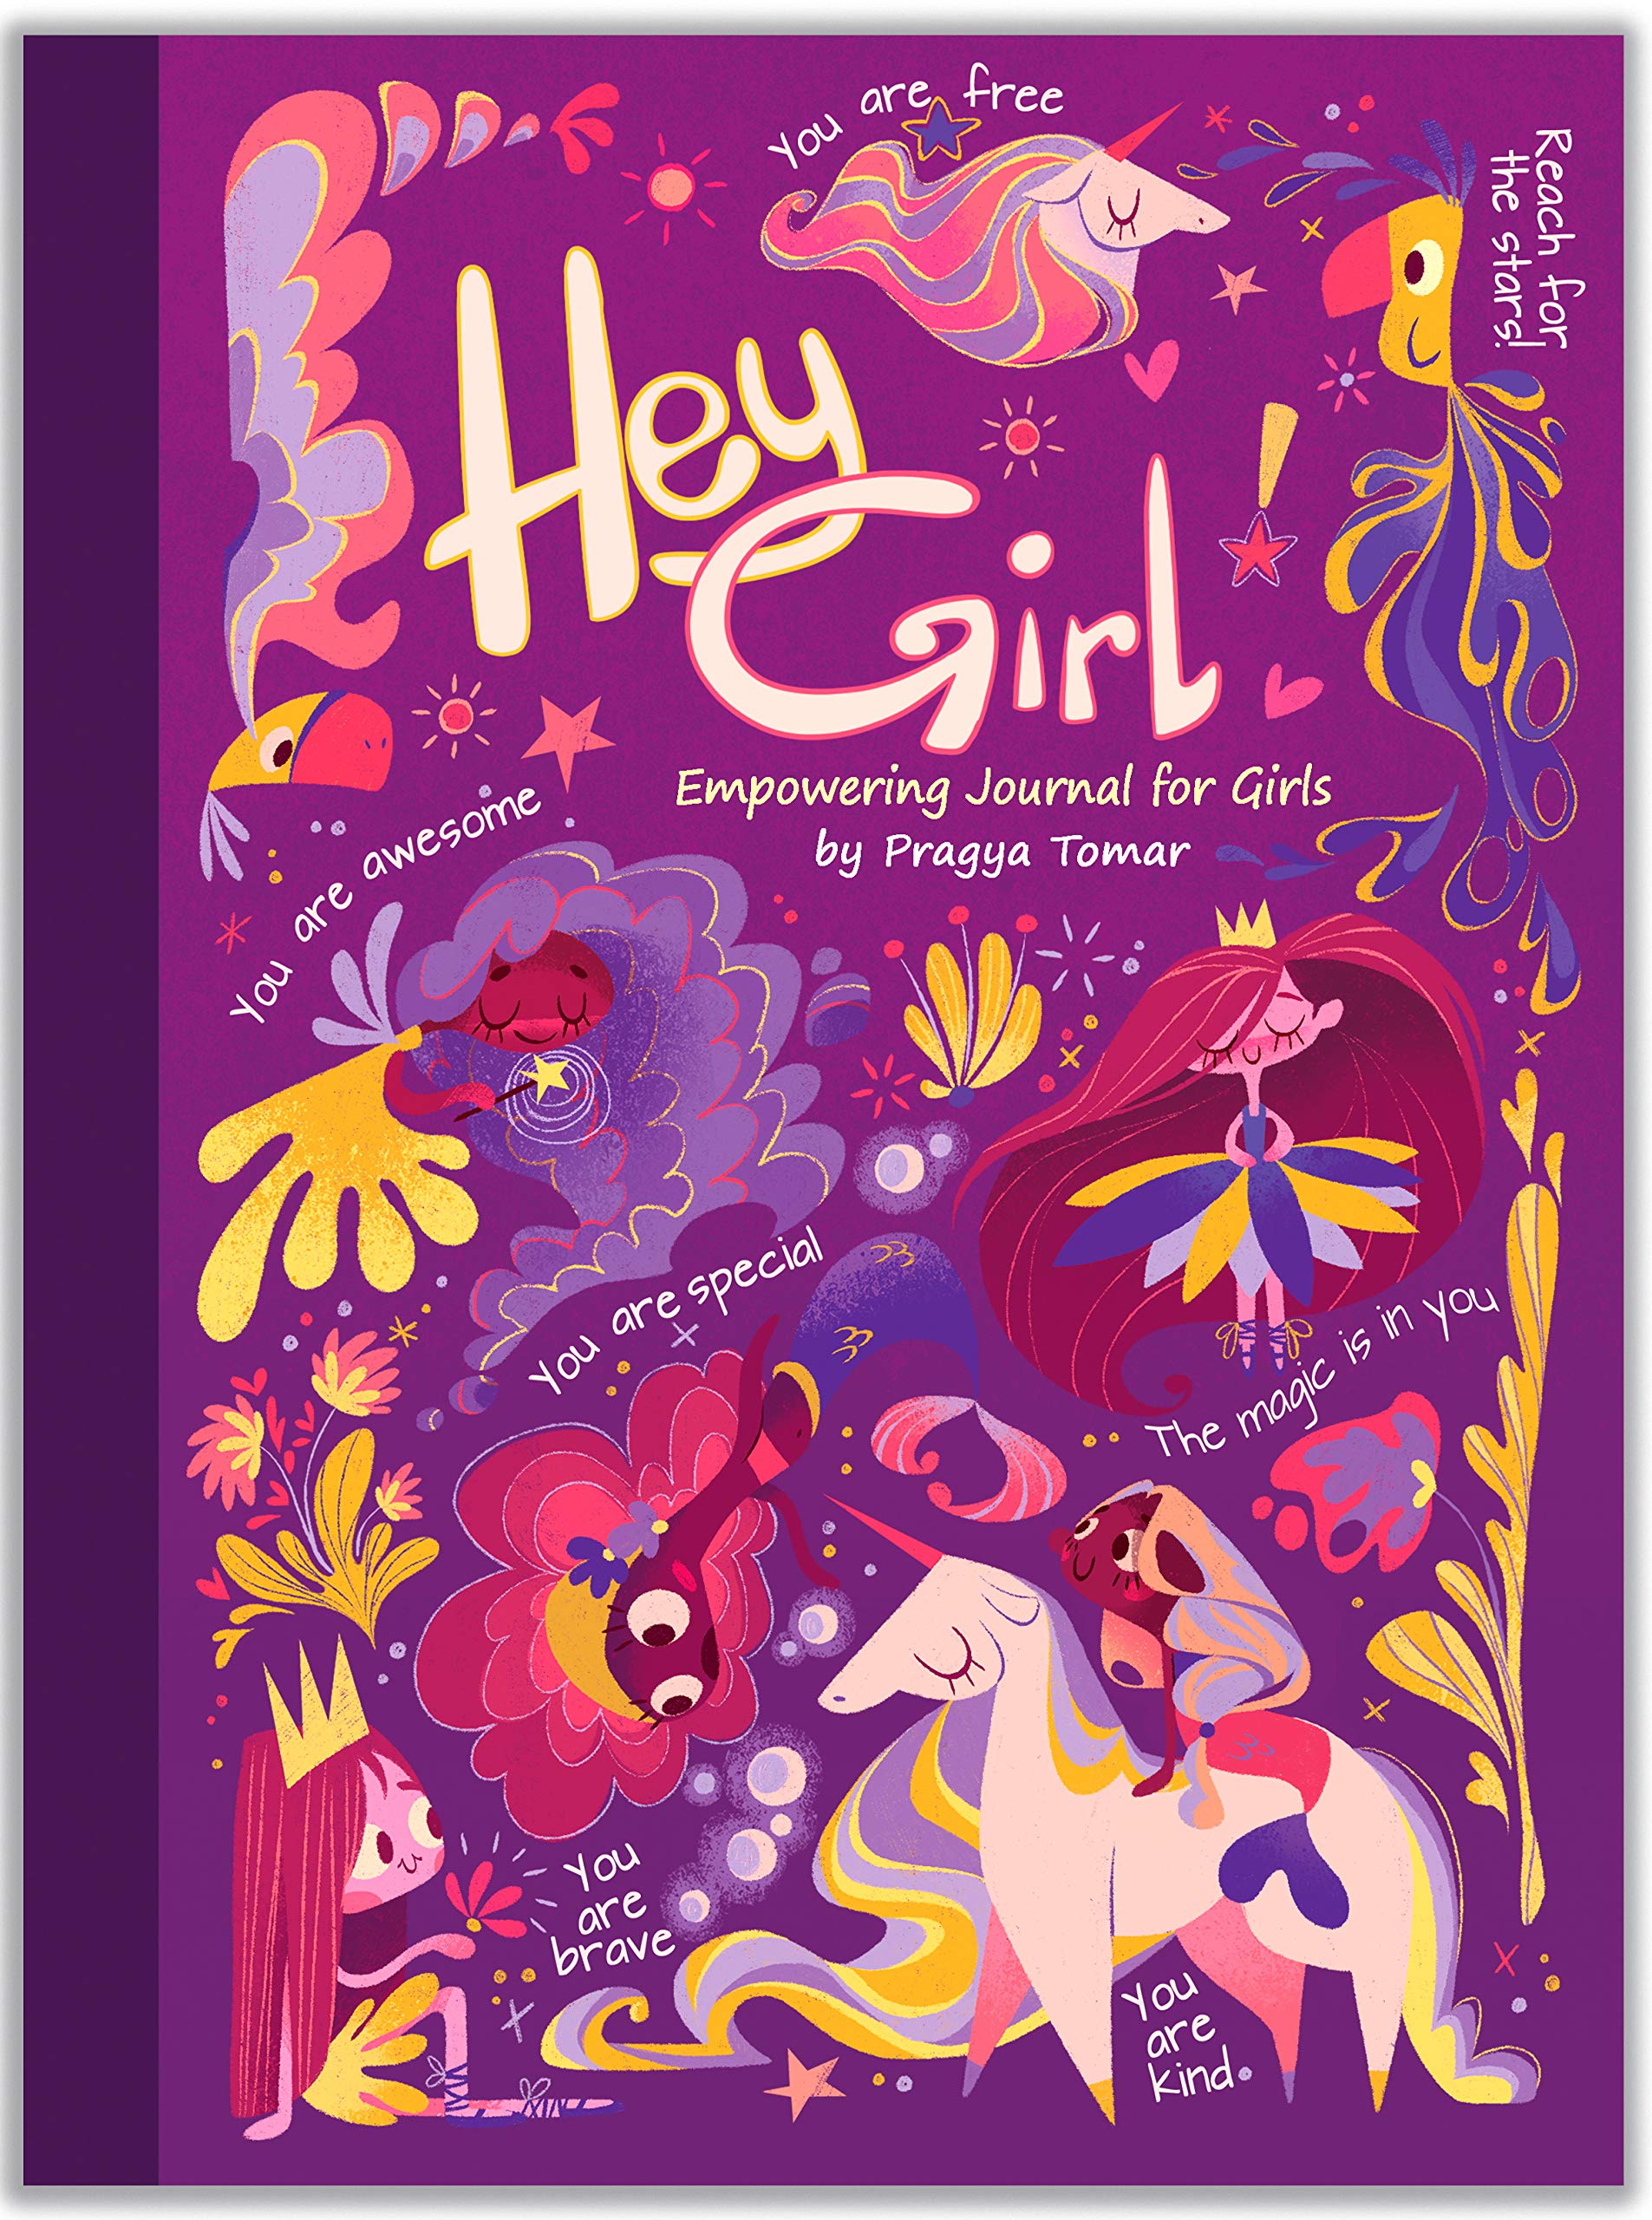 You are free
Reach for
the stars!
Hey
Girl!
Empowering Journal for Girls
by Pragya Tomar
You are awesome
You are special
The magic is in you
You
are
brave
You
are
kind